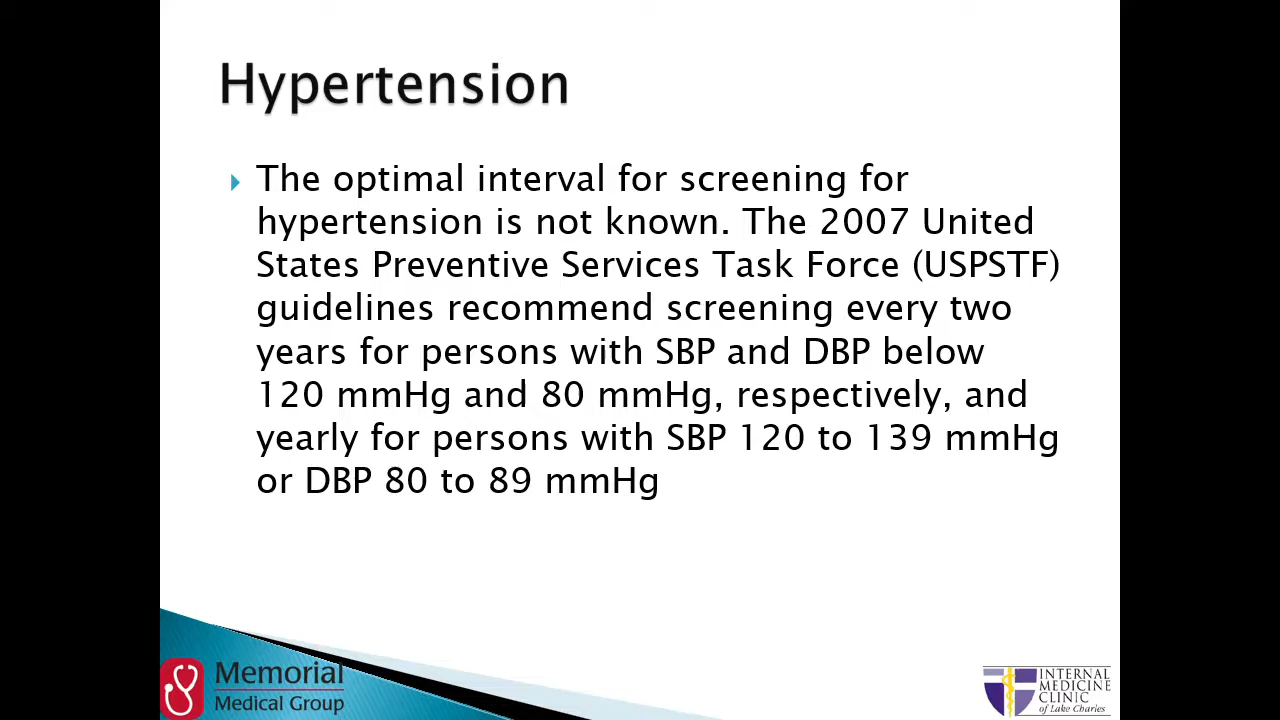 Hypertension
The optimal interval for screening for
hypertension is not known. The 2007 United
States Preventive Services Task Force (USPSTF)
guidelines recommend screening every two
years for persons with SBP and DBP below
120 mmHg and 80 mmHg, respectively, and
yearly for persons with SBP 120 to 139 mmHg
or DBP 80 to 89 mmHg
Memorial
Medical Group
INTERNAL
MEDICINE
CLINIC
of Lake Charles